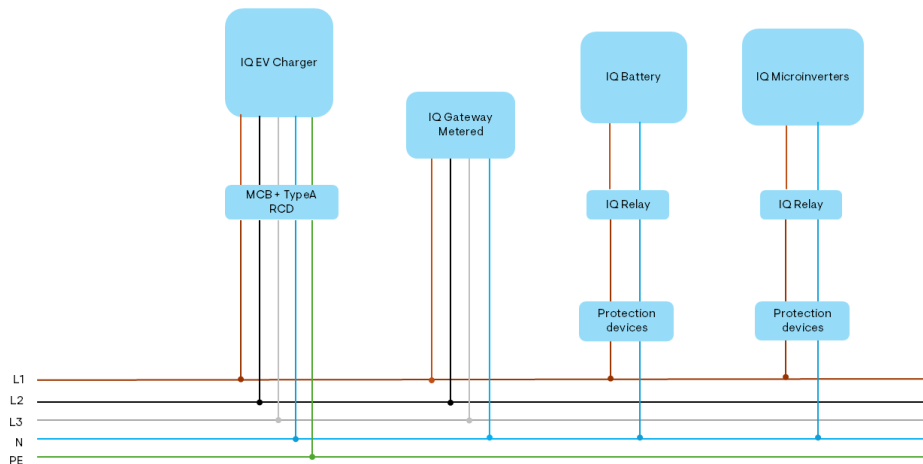 IQ EV Charger
IQ Gateway
Metered
IQ Battery
IQ Microinverters
MCB + TypeA
RCD
IQ Relay
IQ Relay
Protection
devices
Protection
devices
L1
L2
L3
N
PE